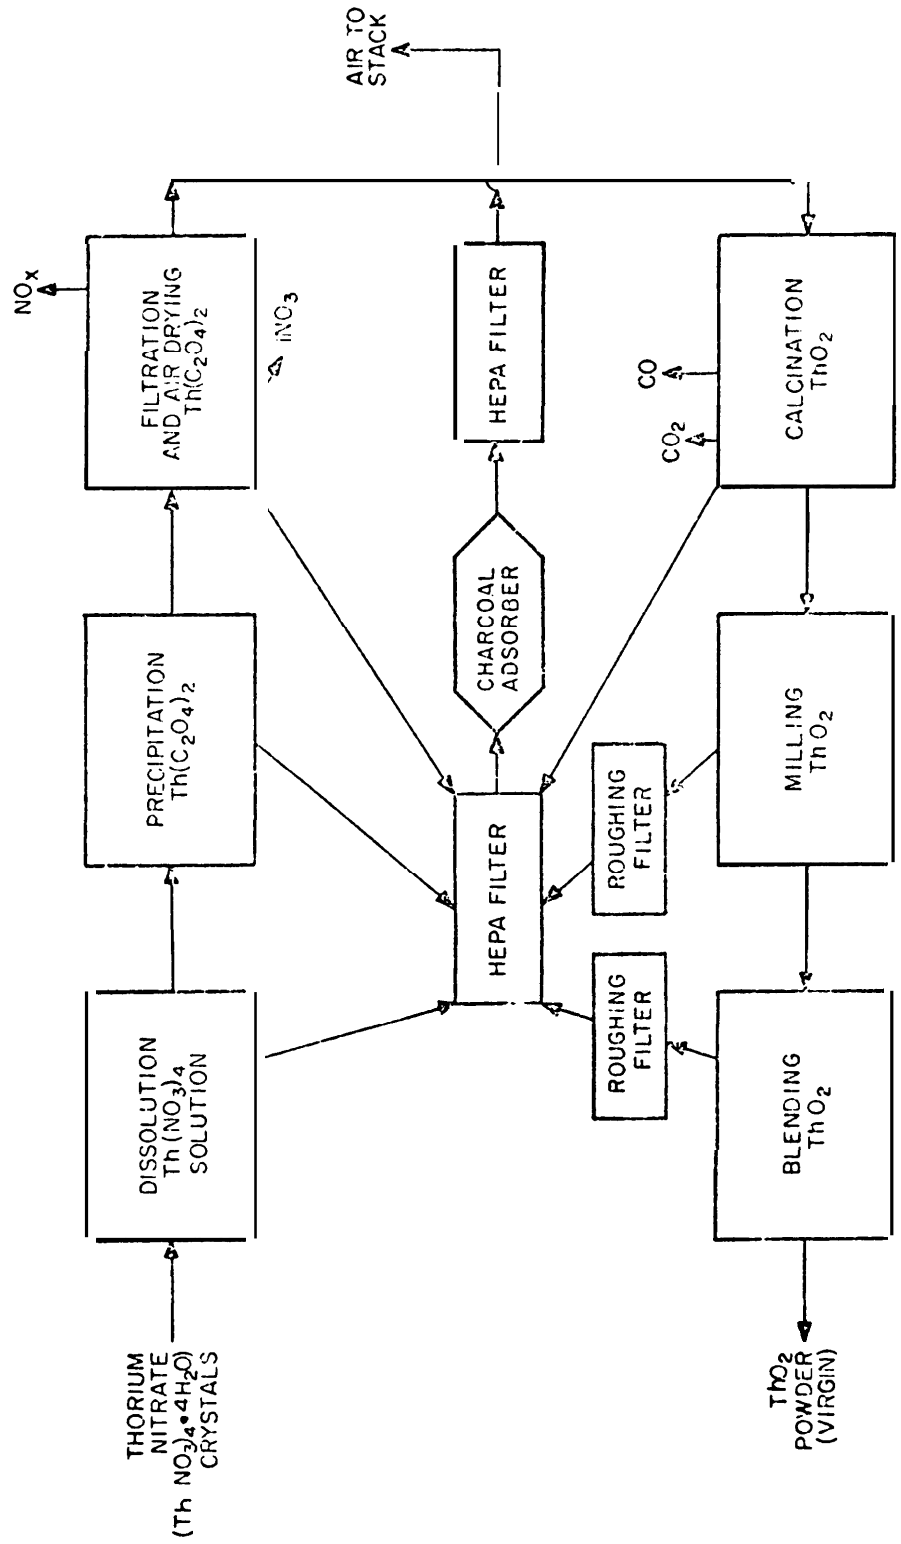 THORIUM
NITRATE
(Th NO3)4•4H2O)
CRYSTALS
DISSOLUTION
Th(NO3)4
SOLUTION
PRECIPITATION
Th(C2O4)2
FILTRATION
AND AIR DRYING
Th(C2O4)2
NOX
NO3
HEPA FILTER
CHARCOAL
ADSORBER
HEPA FILTER
AIR TO
STACK
ROUGHING
FILTER
ROUGHING
FILTER
CO2
CO
ThO2
POWDER
(VIRGIN)
BLENDING
ThO2
MILLING
ThO2
CALCINATION
ThO2